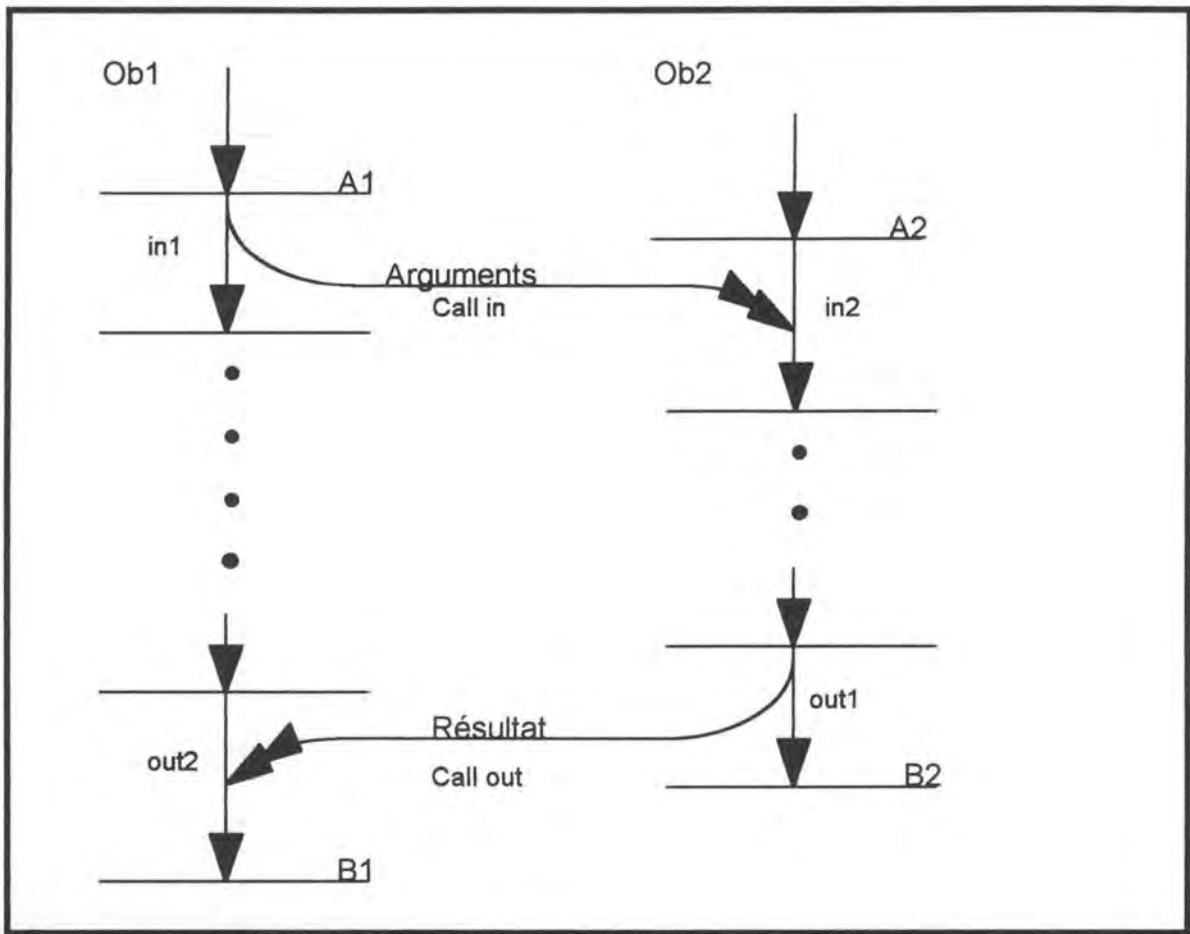 Ob1
Ob2
A1
A2
in1
Arguments
Call in
in2
out1
Résultat
out2
Call out
B2
B1